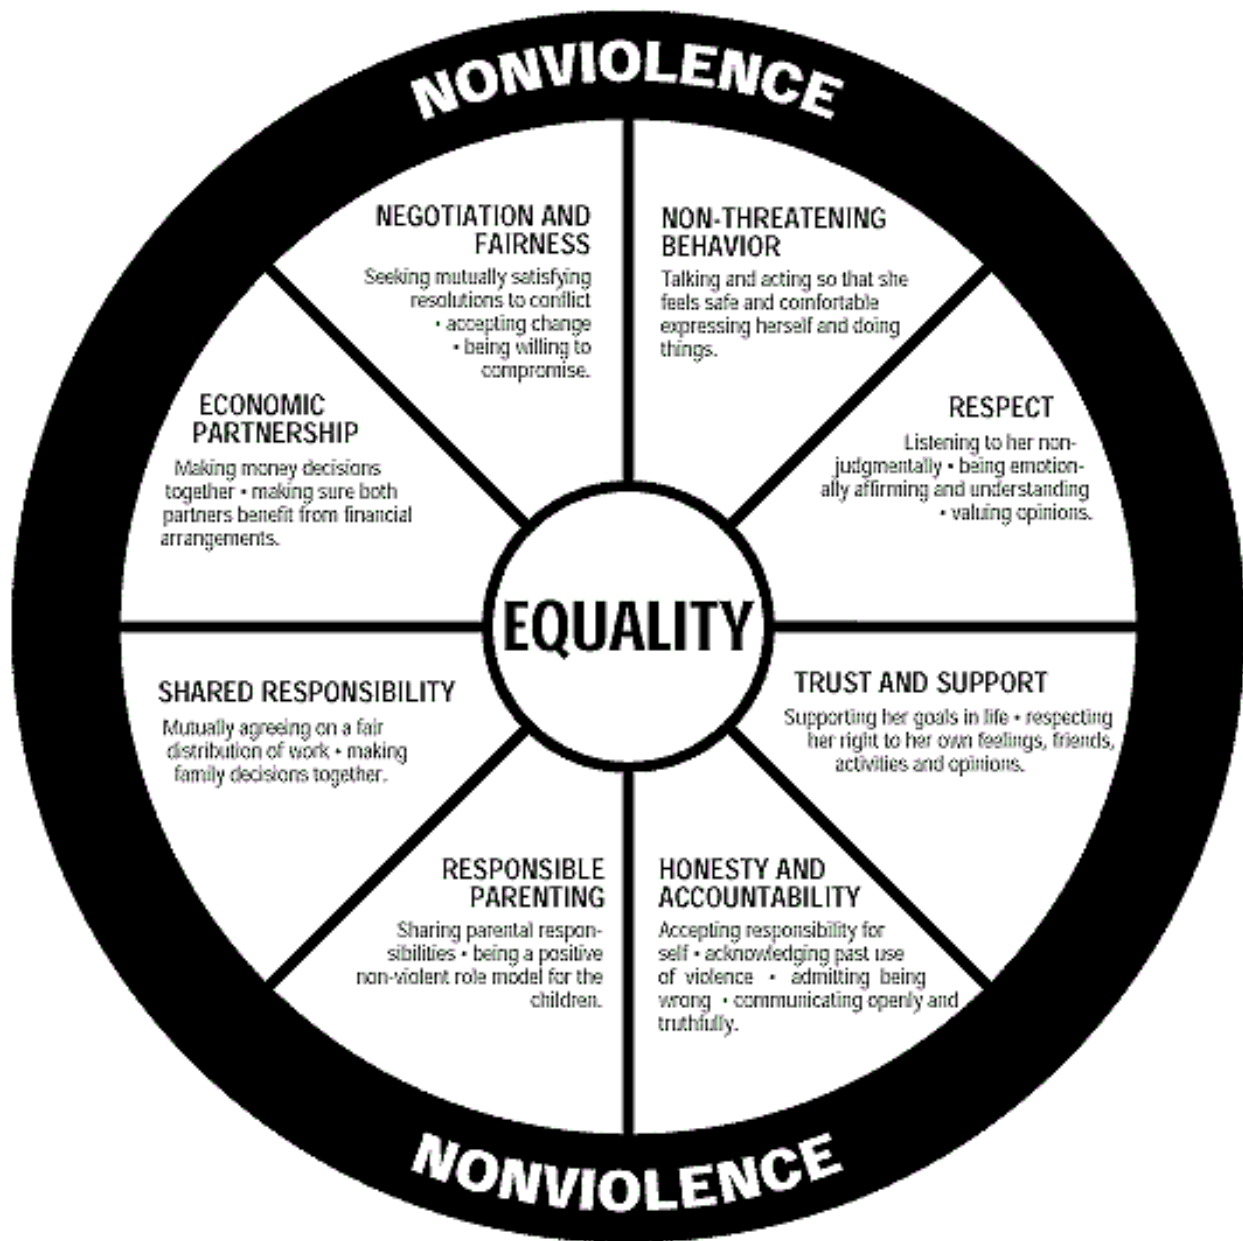 NONVIOLENCE
NEGOTIATION AND
FAIRNESS
Seeking mutually satisfying
resolutions to conflict
• accepting change
• being willing to
compromise.
NON-THREATENING
BEHAVIOR
Talking and acting so that she
feels safe and comfortable
expressing herself and doing
things.
ECONOMIC
PARTNERSHIP
Making money decisions
together • making sure both
partners benefit from financial
arrangements.
RESPECT
Listening to her non-
judgmentally • being emotion-
ally affirming and understanding
• valuing opinions.
EQUALITY
SHARED RESPONSIBILITY
Mutually agreeing on a fair
distribution of work • making
family decisions together.
TRUST AND SUPPORT
Supporting her goals in life • respecting
her right to her own feelings, friends,
activities and opinions.
RESPONSIBLE
PARENTING
Sharing parental respon-
sibilities • being a positive
non-violent role model for the
children.
HONESTY AND
ACCOUNTABILITY
Accepting responsibility for
self • acknowledging past use
of violence • admitting being
wrong • communicating openly and
truthfully.
NONVIOLENCE